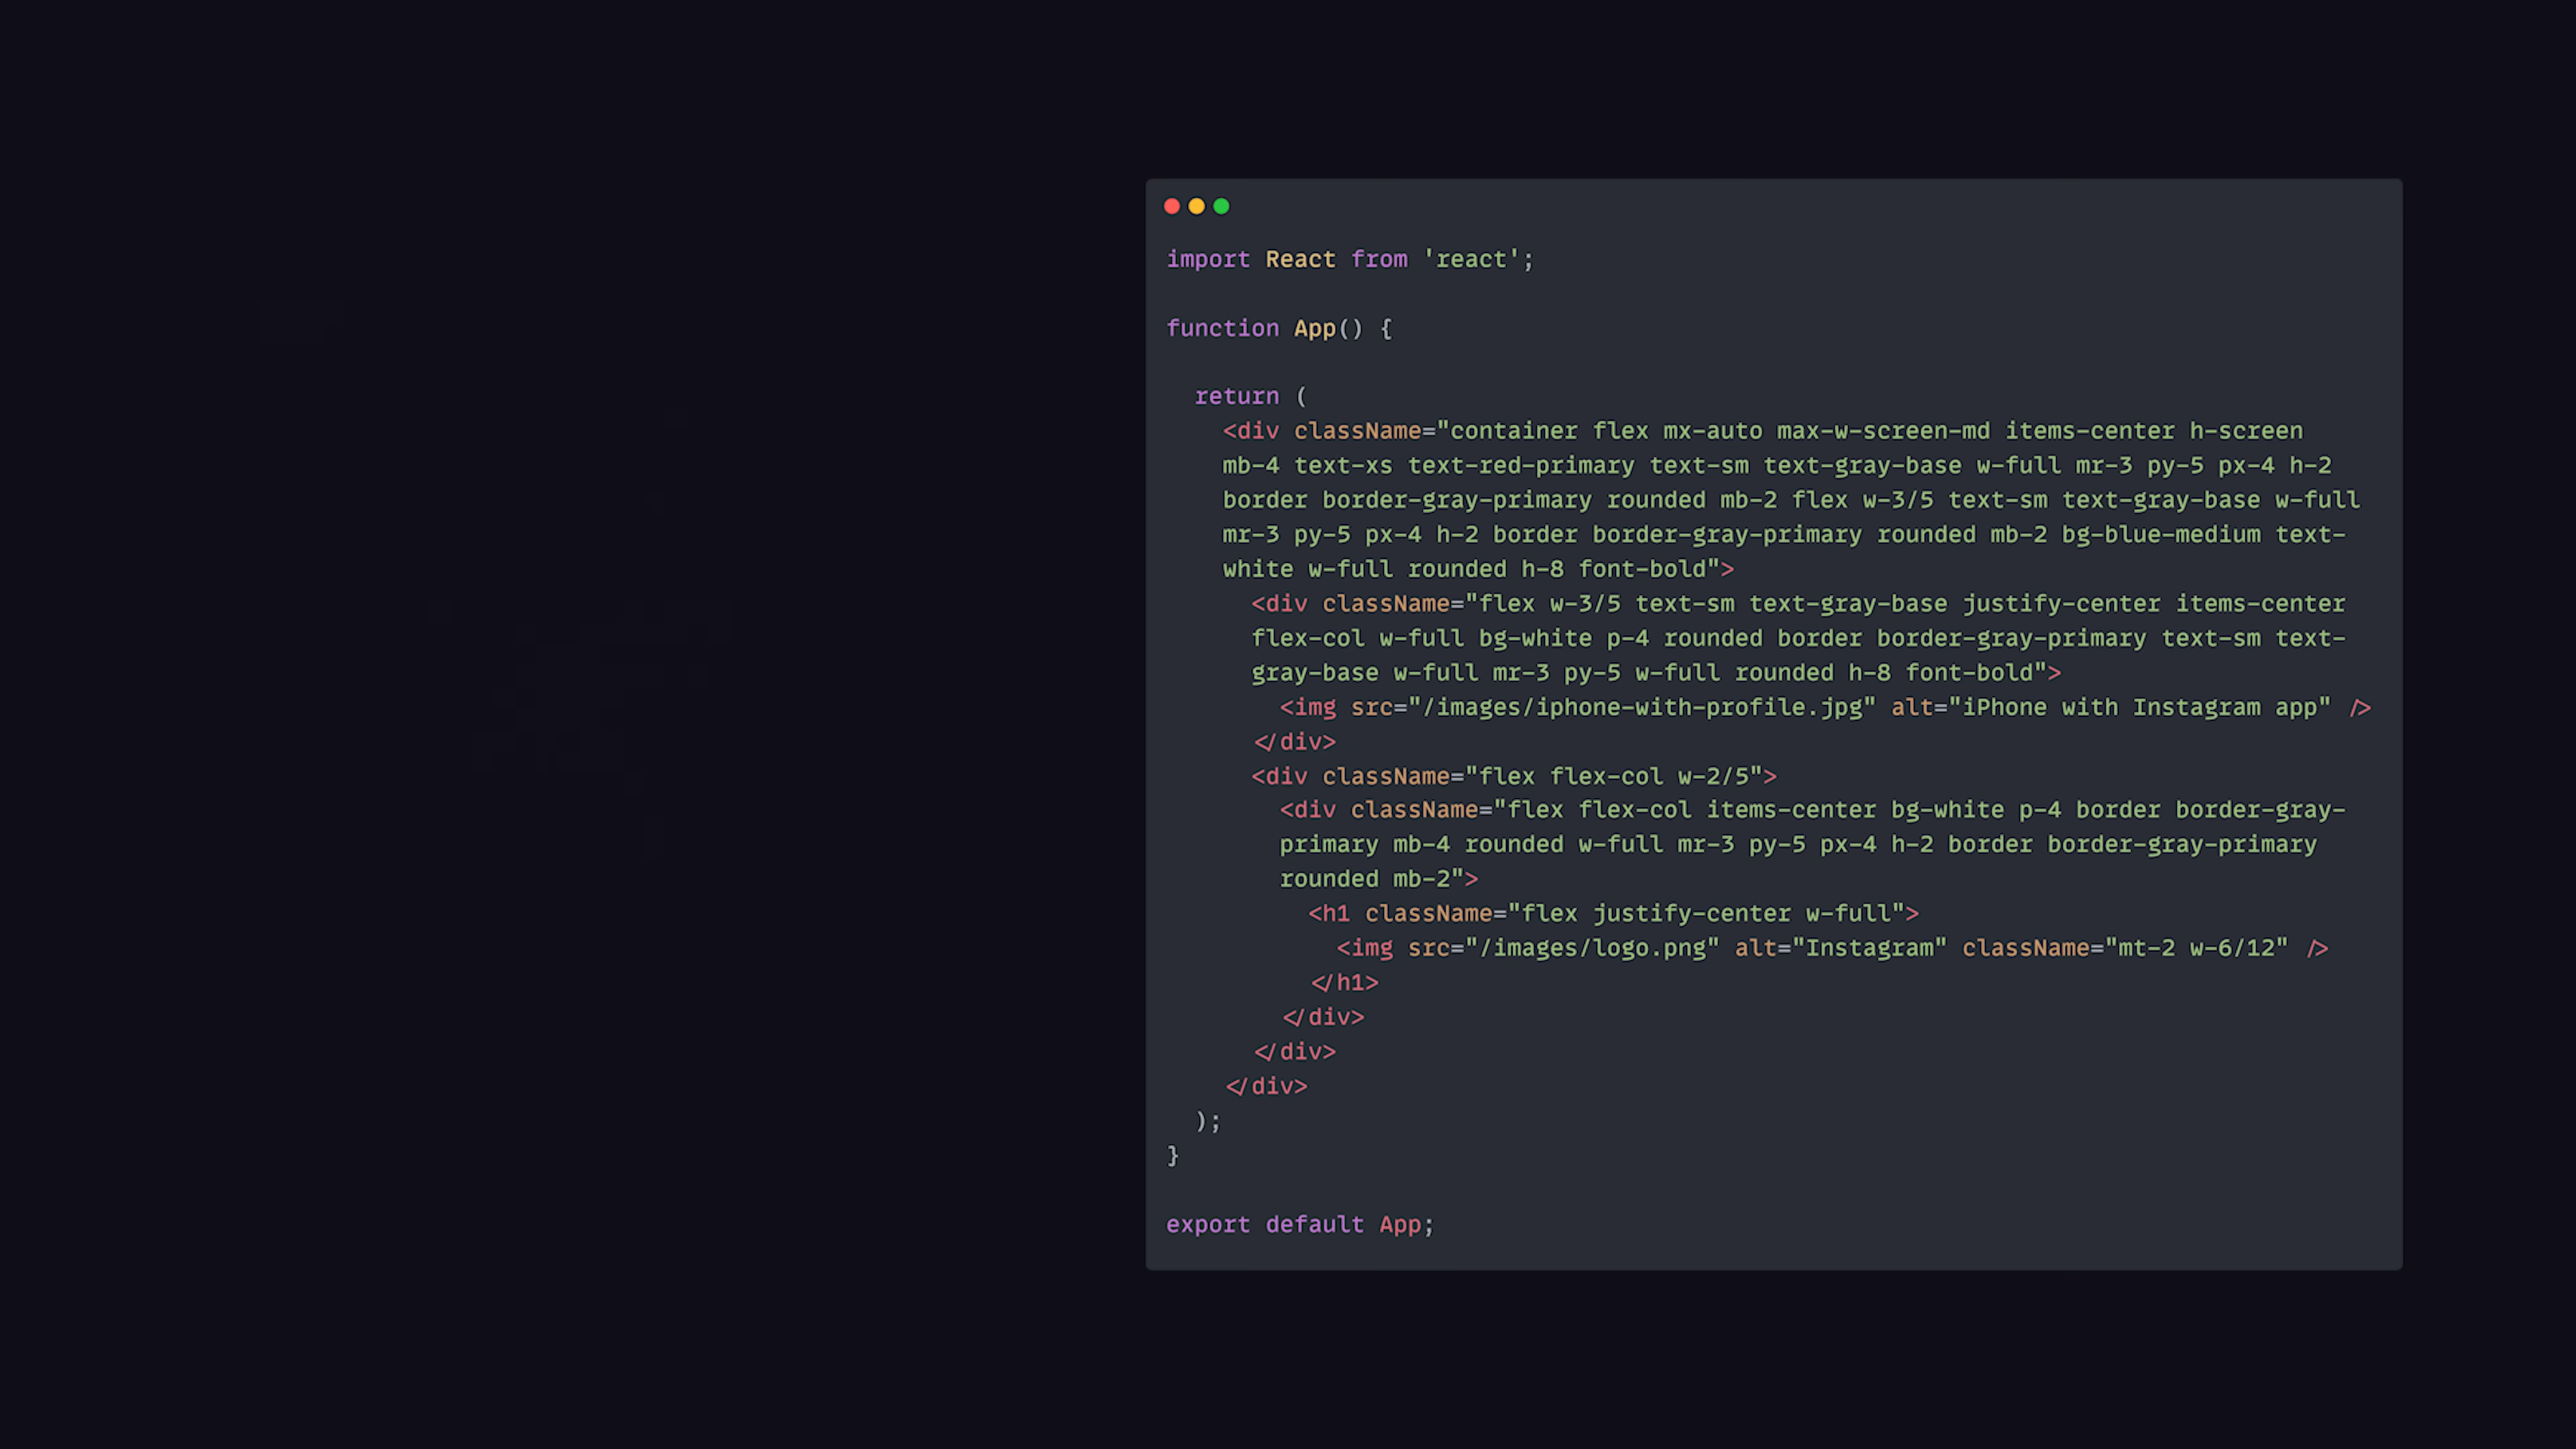 import React from 'react';
function App() {
return (
<div className="container flex mx-auto max-w-screen-md items-center h-screen
mb-4 text-xs text-red-primary text-sm text-gray-base w-full mr-3 py-5 px-4 h-2
border border-gray-primary rounded mb-2 flex w-3/5 text-sm text-gray-base w-full
mr-3 py-5 px-4 h-2 border border-gray-primary rounded mb-2 bg-blue-medium text-
white w-full rounded h-8 font-bold">
<div className="flex w-3/5 text-sm text-gray-base justify-center items-center
flex-col w-full bg-white p-4 rounded border border-gray-primary text-sm text-
gray-base w-full mr-3 py-5 w-full rounded h-8 font-bold">
<img src="/images/iphone-with-profile.jpg" alt="iPhone with Instagram app" />
</div>
<div className="flex flex-col w-2/5">
<div className="flex flex-col items-center bg-white p-4 border border-gray-
primary mb-4 rounded w-full mr-3 py-5 px-4 h-2 border border-gray-primary
rounded mb-2">
<h1 className="flex justify-center w-full">
<img src="/images/logo.png" alt="Instagram" className="mt-2 w-6/12" />
</h1>
</div>
</div>
</div>
);
}
export default App;